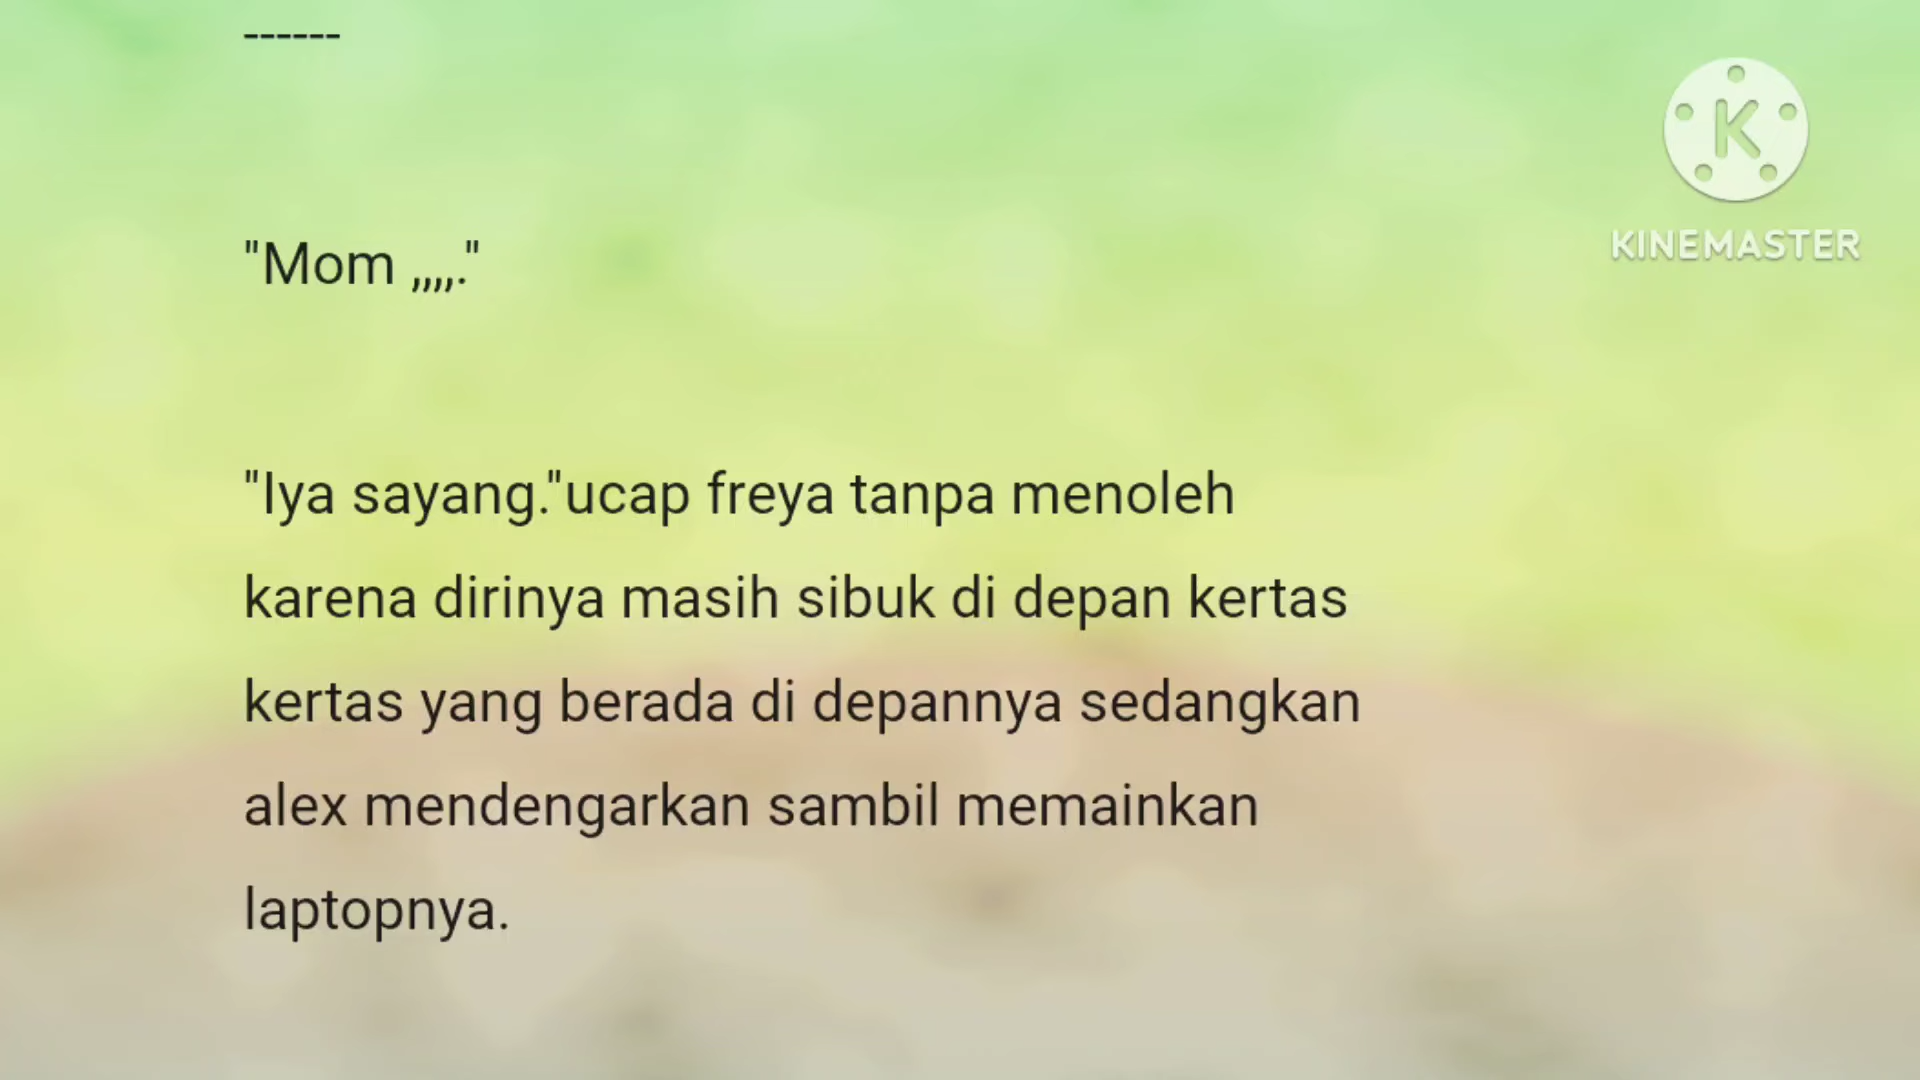 ------
"Mom ,,,,."
"Iya sayang."ucap freya tanpa menoleh
karena dirinya masih sibuk di depan kertas
kertas yang berada di depannya sedangkan
alex mendengarkan sambil memainkan
laptopnya.
K
KINEMASTER